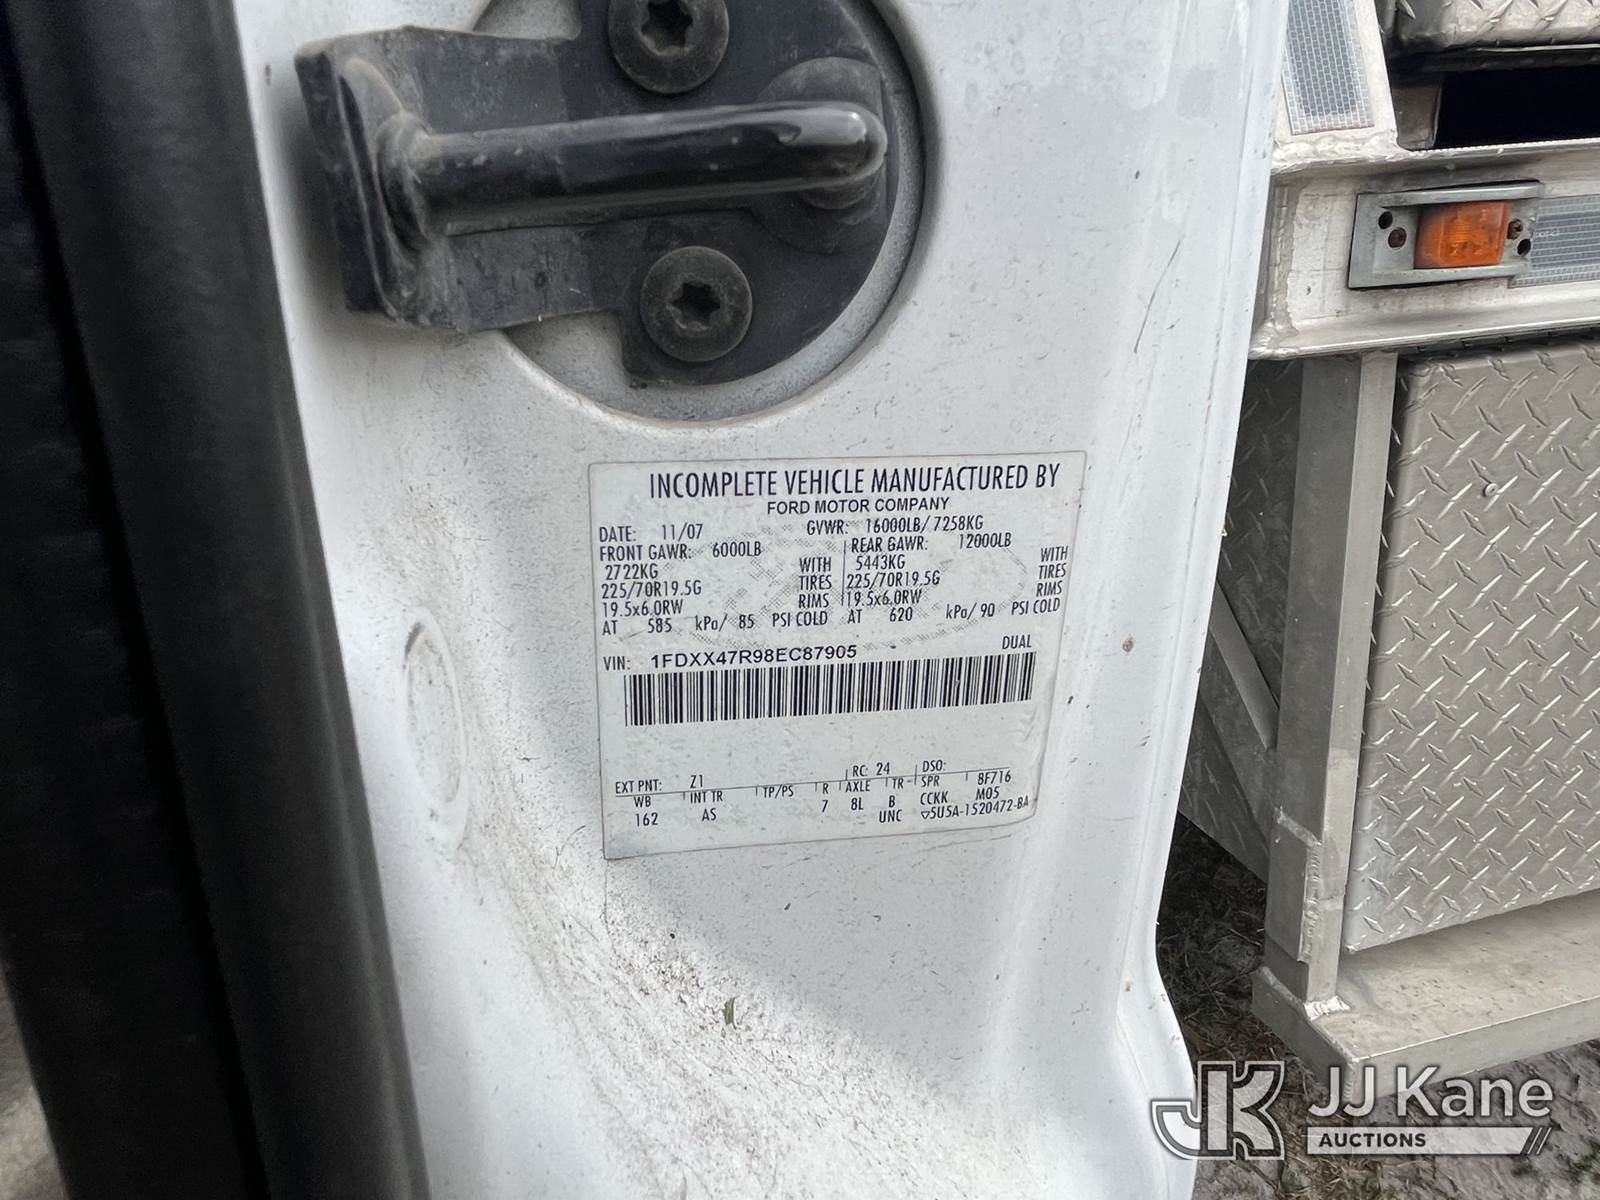 INCOMPLETE VEHICLE MANUFACTURED BY
FORD MOTOR COMPANY
DATE: 11/07 GVWR: 16000LB/ 7258KG
FRONT GAWR: 6000LB REAR GAWR: 12000LB
2722KG WITH 5443KG WITH
225/70R19.5G TIRES 225/70R19.5G TIRES
19.5x6.0RW RIMS 19.5x6.0RW RIMS
AT 585 kPa/ 85 PSI COLD AT 620 kPa/ 90 PSI COLD
VIN: 1FDXX47R98EC87905 DUAL
EXT PNT: Z1 RC: 24 DSO:
WB INT TR TP/PS R AXLE TR SPR 8F716
162 AS 7 8L B CCKK M05
UNC 5U5A-1520472-BA
JK JJ Kane
AUCTIONS